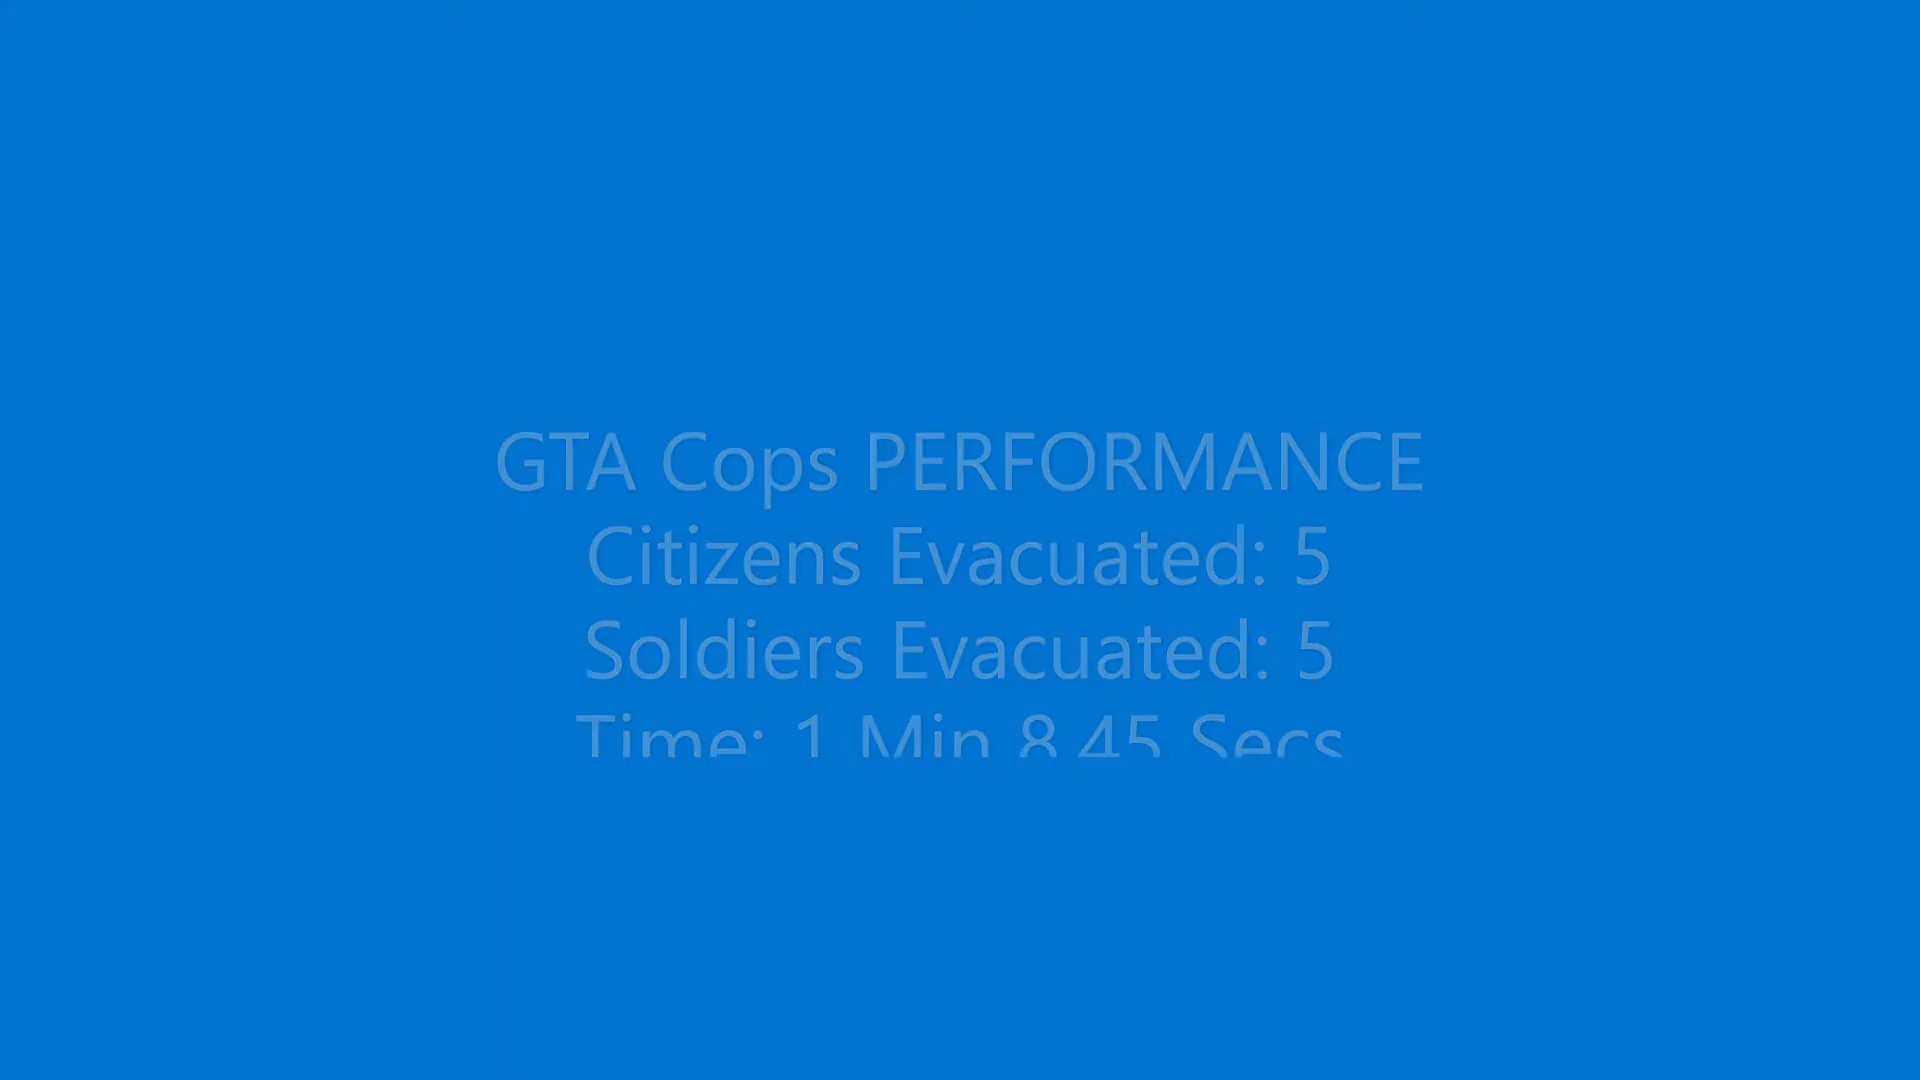 GTA Cops PERFORMANCE
Citizens Evacuated: 5
Soldiers Evacuated: 5
Time: 1 Min 8.45 Secs